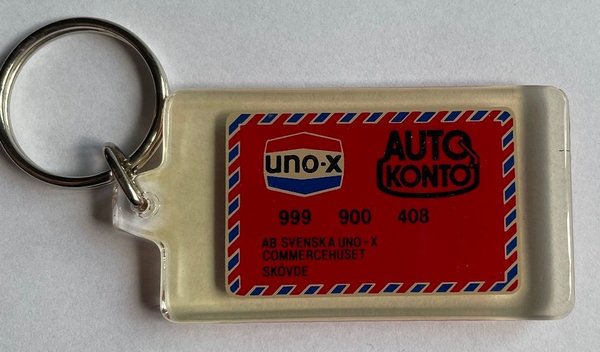 uno-x
AUTO
KONTO
999 900 408
AB SVENSKA UNO-X
COMMERCEHUSET
SKÖVDE